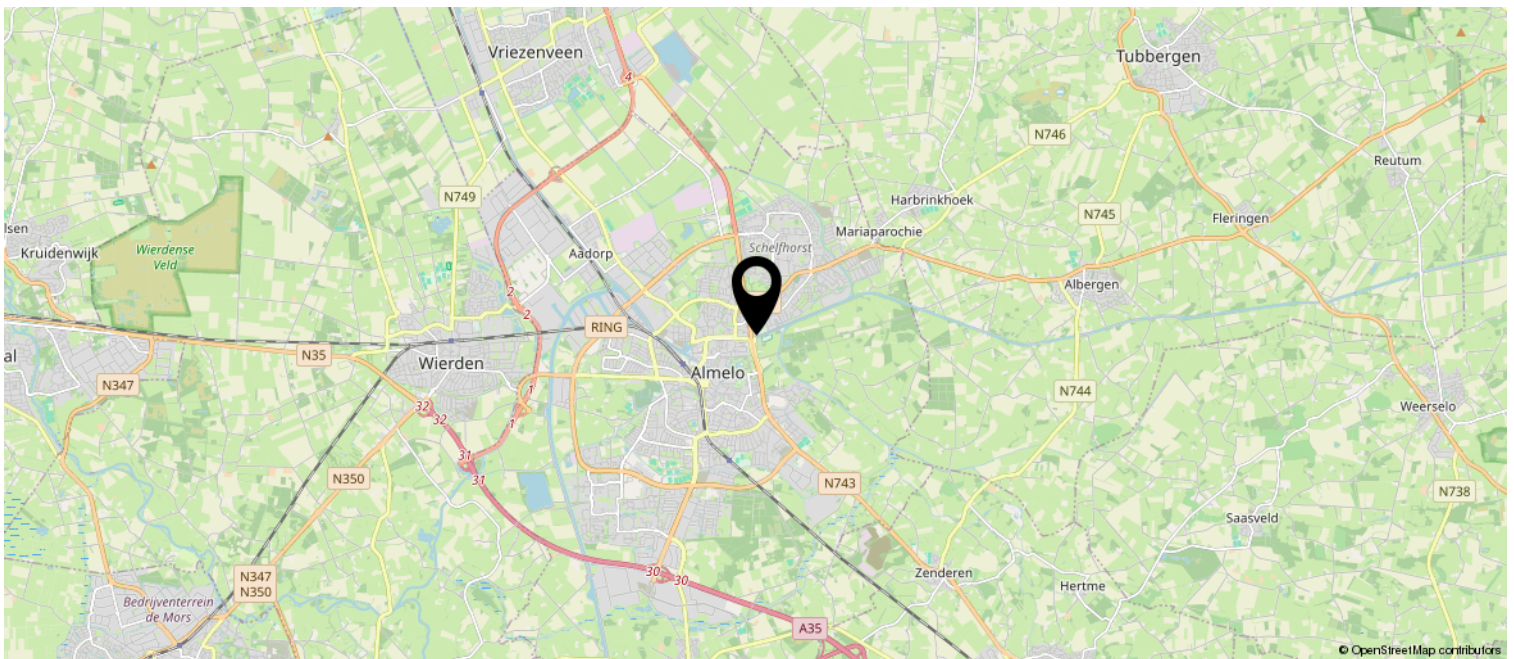 Vriezenveen
4
Tubbergen
N746
Reutum
N749
Harbrinkhoek
N745
Fleringen
lsen
Kruidenwijk
Wierdense
Veld
Aadorp
Schelfhorst
Mariaparochie
Albergen
2
2
RING
N35
Wierden
al
N347
Almelo
1
1
N744
Weerselo
32
32
31
31
N350
N743
N738
Saasveld
N347
N350
30
30
Zenderen
Hertme
Bedrijventerrein
de Mors
A35
© OpenStreetMap contributors